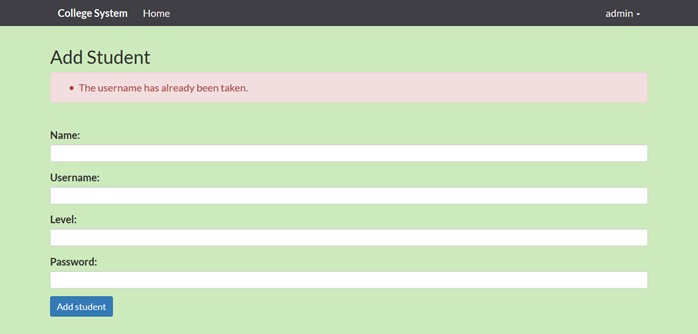 College System Home admin
Add Student
• The username has already been taken.
Name:
Username:
Level:
Password:
Add student